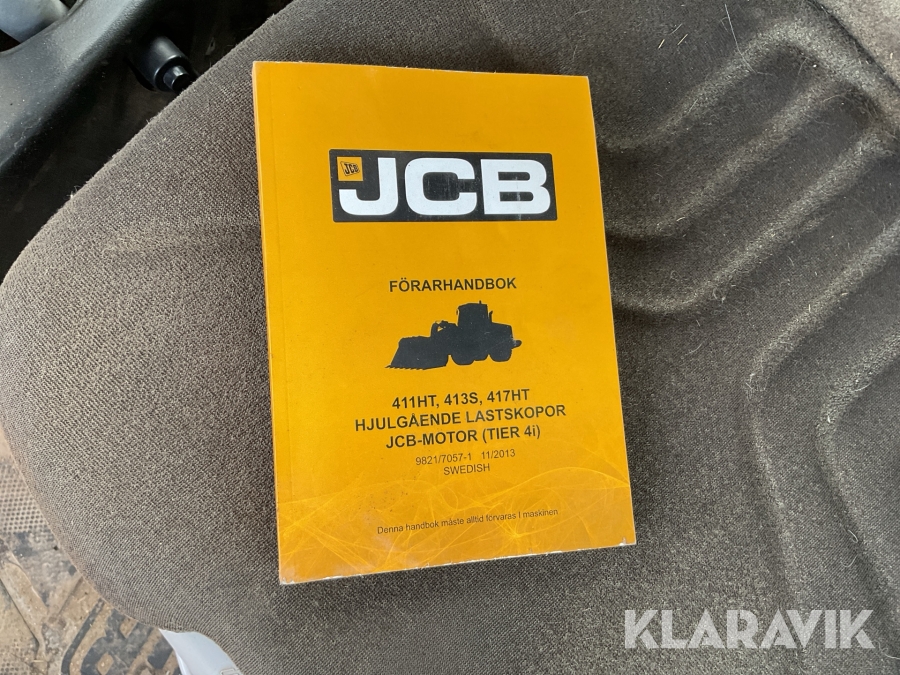 JCB
JCB
FÖRARHANDBOK
411HT, 413S, 417HT
HJULGÅENDE LASTSKOPOR
JCB-MOTOR (TIER 4i)
9821/7057-1 11/2013
SWEDISH
Denna handbok måste alltid förvaras I maskinen
KLARAVIK